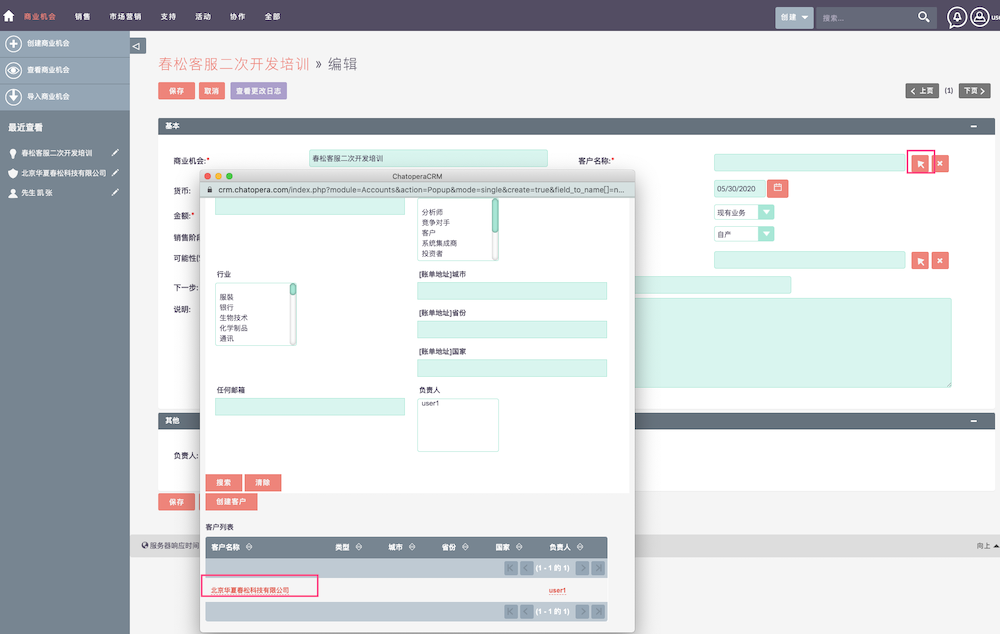 商业机会 销售 市场营销 支持 活动 协作 全部 创建 搜索...
创建商业机会
查看商业机会
导入商业机会
最近查看
春松客服二次开发培训
北京华夏春松科技有限公司
先生 凯 张
春松客服二次开发培训 » 编辑
保存 取消 查看更改日志
上页 (1) 下页
基本
商业机会:* 春松客服二次开发培训 客户名称:*
货币: 05/30/2020
金额:* 现有业务
销售阶段 自产
可能性(
下一步:
说明:
其他
负责人:
保存
服务器响应时间
向上
ChatoperaCRM
crm.chatopera.com/index.php?module=Accounts&action=Popup&mode=single&create=true&field_to_name[]=n...
分析师
竞争对手
客户
系统集成商
投资者
行业 [账单地址]城市
服装
银行
生物技术
化学制品
通讯
[账单地址]省份
[账单地址]国家
任何邮箱 负责人
user1
搜索 清除
创建客户
客户列表
客户名称 类型 城市 省份 国家 负责人
(1 - 1 的 1)
北京华夏春松科技有限公司 user1
(1 - 1 的 1)